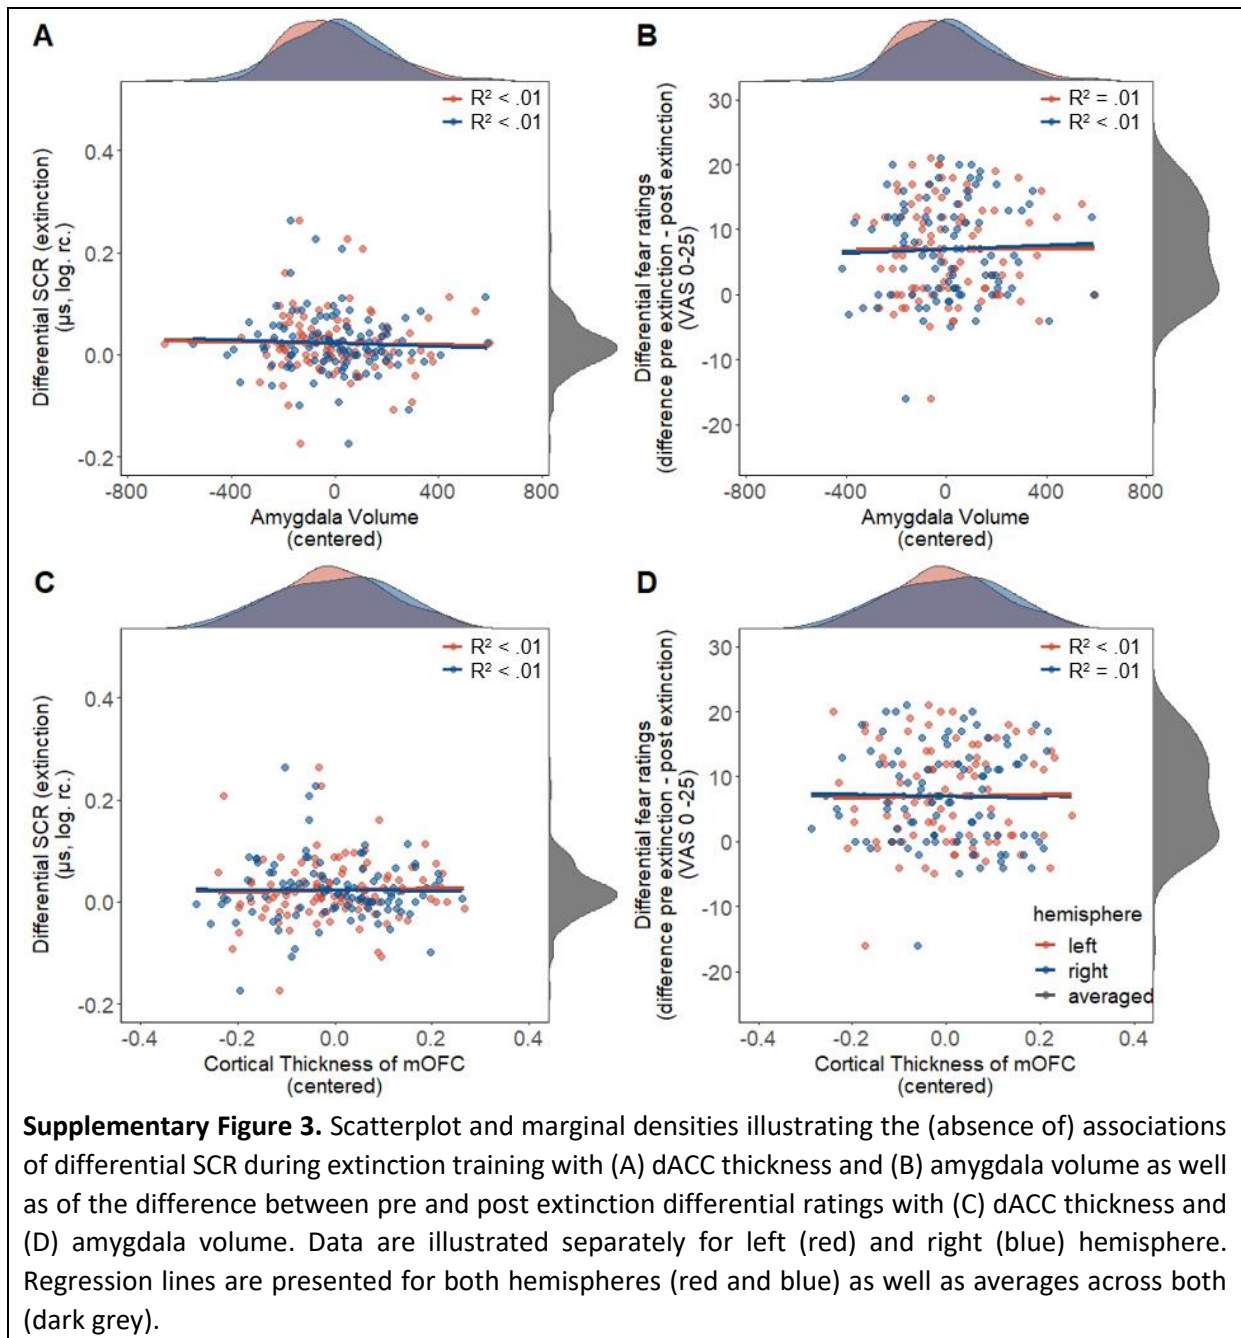 A
R² < .01
R² < .01
Differential SCR (extinction)
(µs, log. rc.)
0.4
0.2
0.0
-0.2
-800 -400 0 400 800
Amygdala Volume
(centered)
B
R² = .01
R² < .01
Differential fear ratings
(difference pre extinction - post extinction)
(VAS 0-25)
30
20
10
0
-10
-20
-800 -400 0 400 800
Amygdala Volume
(centered)
C
R² < .01
R² < .01
Differential SCR (extinction)
(µs, log. rc.)
0.4
0.2
0.0
-0.2
-0.4 -0.2 0.0 0.2 0.4
Cortical Thickness of mOFC
(centered)
D
R² < .01
R² = .01
Differential fear ratings
(difference pre extinction - post extinction)
(VAS 0 -25)
30
20
10
0
-10
-20
hemisphere
left
right
averaged
-0.4 -0.2 0.0 0.2 0.4
Cortical Thickness of mOFC
(centered)
Supplementary Figure 3. Scatterplot and marginal densities illustrating the (absence of) associations
of differential SCR during extinction training with (A) dACC thickness and (B) amygdala volume as well
as of the difference between pre and post extinction differential ratings with (C) dACC thickness and
(D) amygdala volume. Data are illustrated separately for left (red) and right (blue) hemisphere.
Regression lines are presented for both hemispheres (red and blue) as well as averages across both
(dark grey).